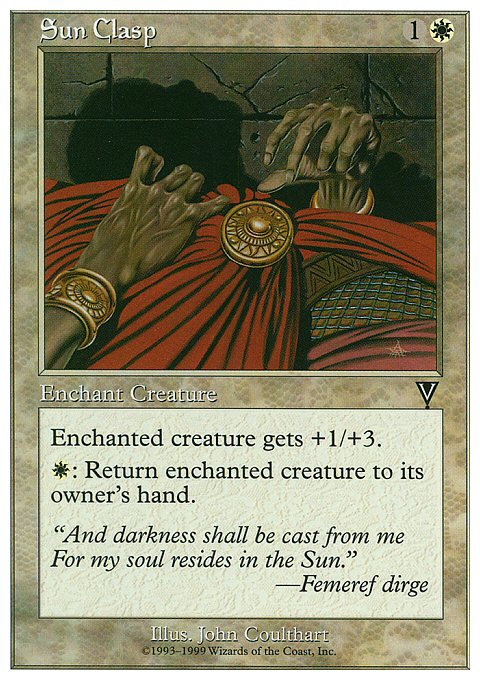 Sun Clasp
1
Enchant Creature
Enchanted creature gets +1/+3.
: Return enchanted creature to its
owner’s hand.
“And darkness shall be cast from me
For my soul resides in the Sun.”
—Femeref dirge
Illus. John Coulthart
©1993–1999 Wizards of the Coast, Inc.